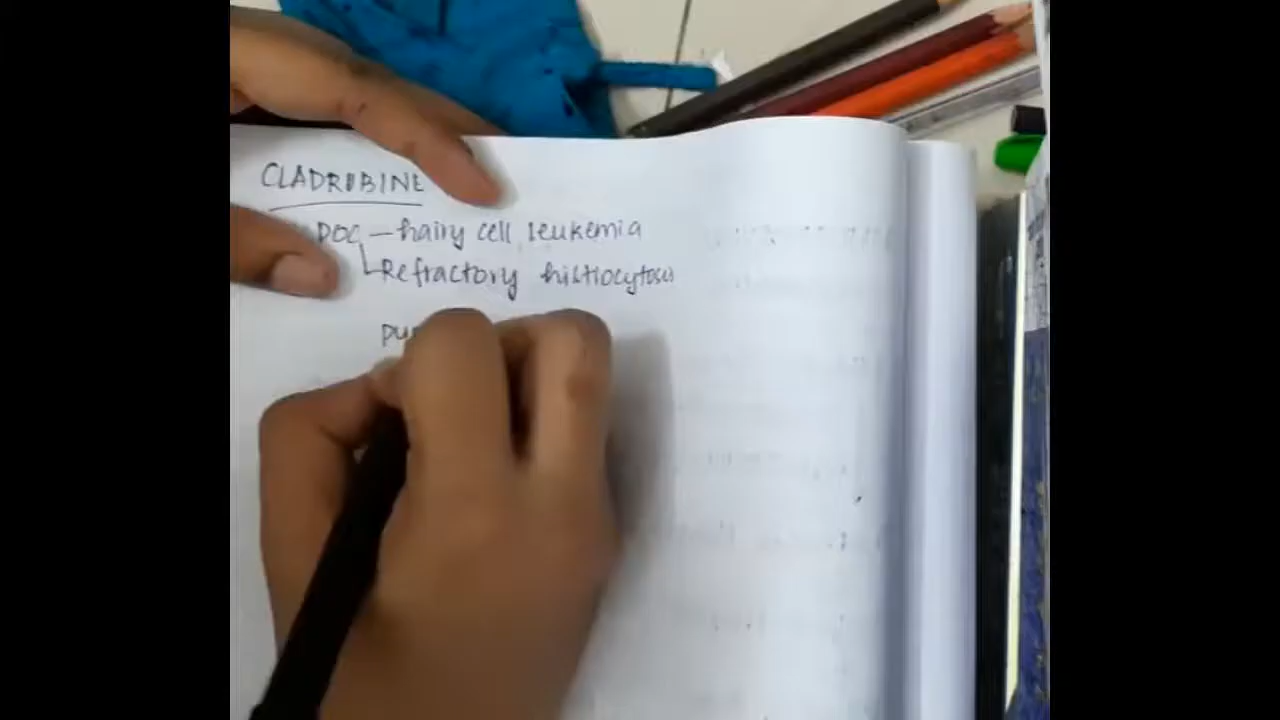 CLADRIBINE
DOC — hairy cell leukemia
Refractory histiocytosis
pu